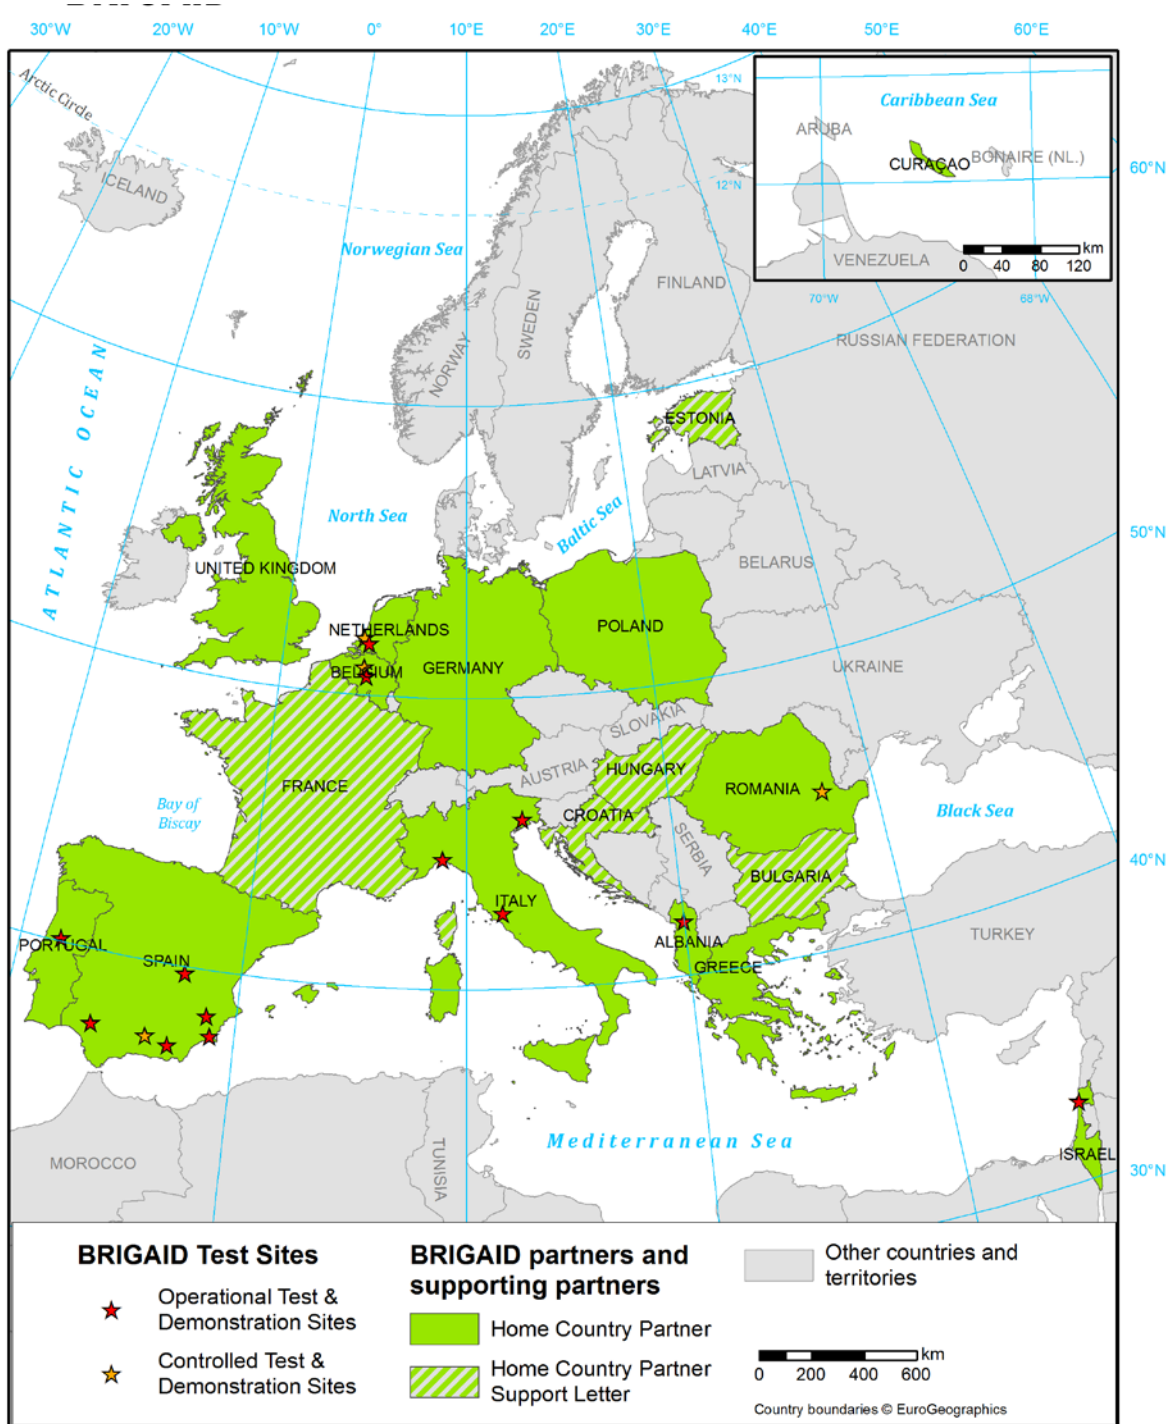 30°W
20°W
10°W
0°
10°E
20°E
30°E
40°E
50°E
60°E
Arctic Circle
ICELAND
Norwegian Sea
13°N
12°N
Caribbean Sea
ARUBA
CURAÇAO
BONAIRE (NL.)
VENEZUELA
km
0 40 80 120
70°W
68°W
60°N
FINLAND
SWEDEN
NORWAY
RUSSIAN FEDERATION
ATLANTIC OCEAN
ESTONIA
LATVIA
North Sea
Baltic Sea
50°N
BELARUS
UNITED KINGDOM
NETHERLANDS
POLAND
BELGIUM
GERMANY
UKRAINE
SLOVAKIA
AUSTRIA
HUNGARY
FRANCE
ROMANIA
Bay of
Biscay
CROATIA
SERBIA
Black Sea
40°N
BULGARIA
ITALY
PORTUGAL
SPAIN
ALBANIA
GREECE
TURKEY
Mediterranean Sea
MOROCCO
TUNISIA
ISRAEL
30°N
BRIGAID Test Sites
Operational Test &
Demonstration Sites
Controlled Test &
Demonstration Sites
BRIGAID partners and
supporting partners
Home Country Partner
Home Country Partner
Support Letter
Other countries and
territories
km
0 200 400 600
Country boundaries © EuroGeographics